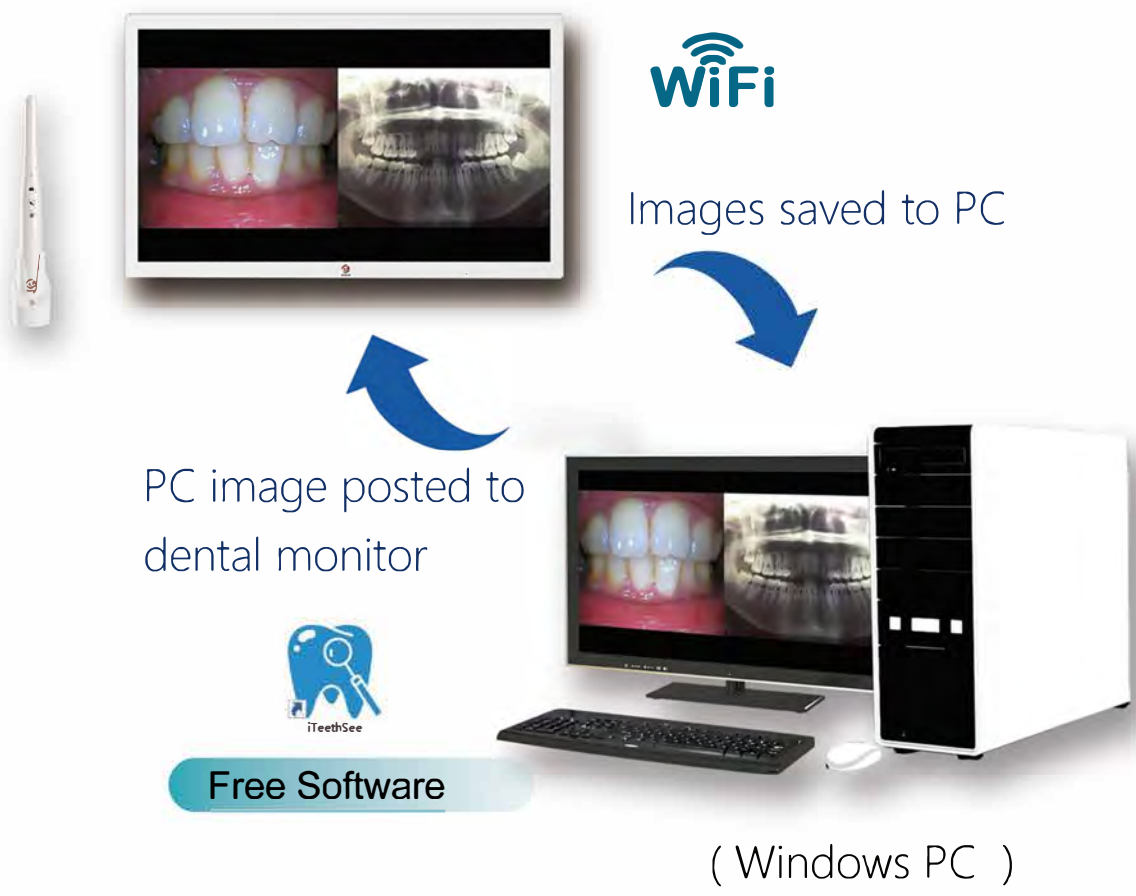 WiFi
Images saved to PC
PC image posted to
dental monitor
iTeethSee
Free Software
( Windows PC )